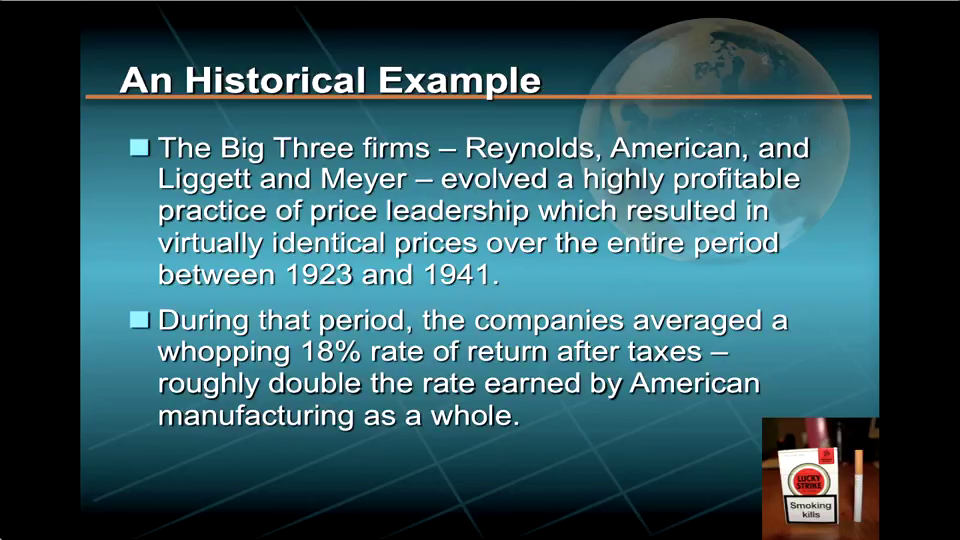 An Historical Example
The Big Three firms – Reynolds, American, and
Liggett and Meyer – evolved a highly profitable
practice of price leadership which resulted in
virtually identical prices over the entire period
between 1923 and 1941.
During that period, the companies averaged a
whopping 18% rate of return after taxes –
roughly double the rate earned by American
manufacturing as a whole.
LUCKY
STRIKE
Smoking
kills